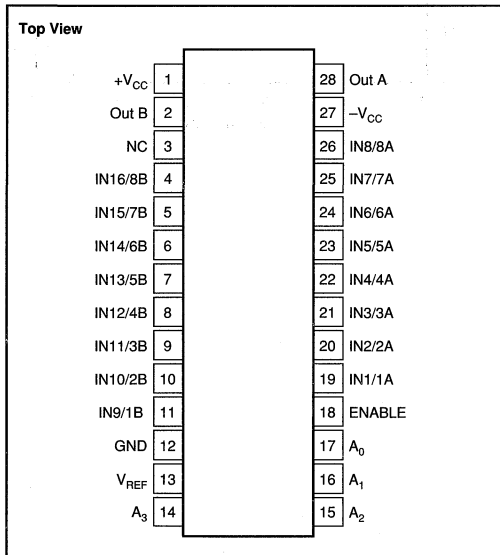 Top View
+V_CC 1 28 Out A
Out B 2 27 –V_CC
NC 3 26 IN8/8A
IN16/8B 4 25 IN7/7A
IN15/7B 5 24 IN6/6A
IN14/6B 6 23 IN5/5A
IN13/5B 7 22 IN4/4A
IN12/4B 8 21 IN3/3A
IN11/3B 9 20 IN2/2A
IN10/2B 10 19 IN1/1A
IN9/1B 11 18 ENABLE
GND 12 17 A_0
V_REF 13 16 A_1
A_3 14 15 A_2